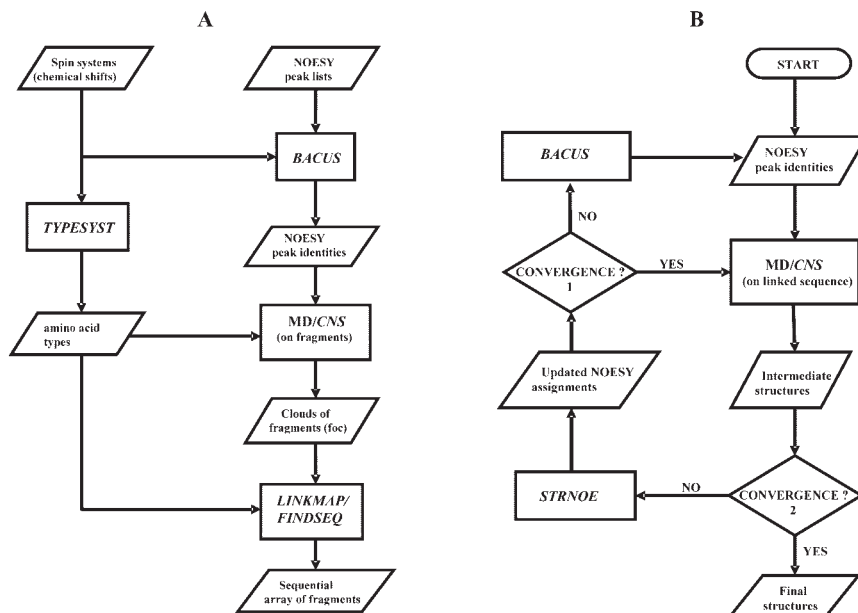 A
Spin systems
(chemical shifts)
NOESY
peak lists
BACUS
TYPESYST
NOESY
peak identities
amino acid
types
MD/CNS
(on fragments)
Clouds of
fragments (foc)
LINKMAP/
FINDSEQ
Sequential
array of fragments
B
START
BACUS
NOESY
peak identities
NO
CONVERGENCE ?
1
YES
MD/CNS
(on linked sequence)
Updated NOESY
assignments
Intermediate
structures
STRNOE
NO
CONVERGENCE ?
2
YES
Final
structures